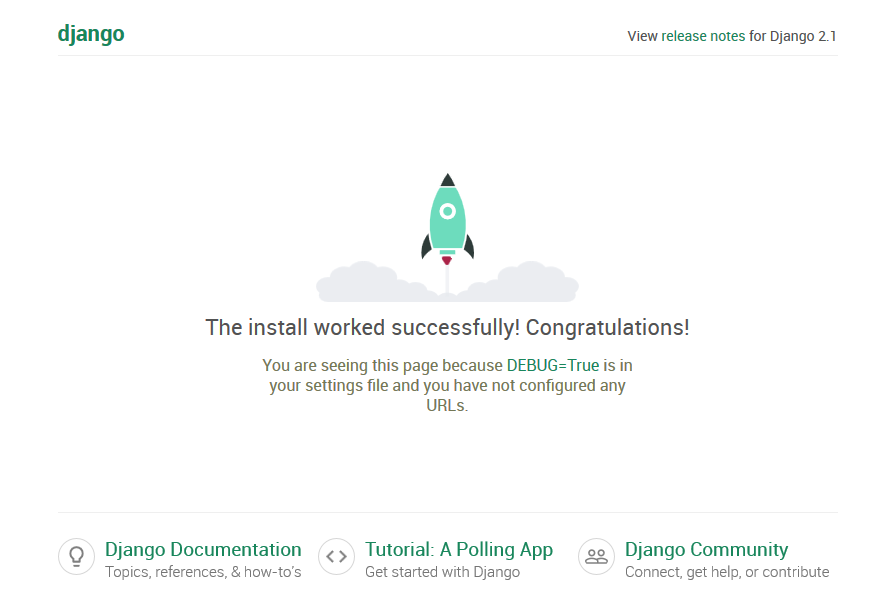 django
View release notes for Django 2.1
The install worked successfully! Congratulations!
You are seeing this page because DEBUG=True is in
your settings file and you have not configured any
URLs.
Django Documentation
Topics, references, & how-to's
Tutorial: A Polling App
Get started with Django
Django Community
Connect, get help, or contribute